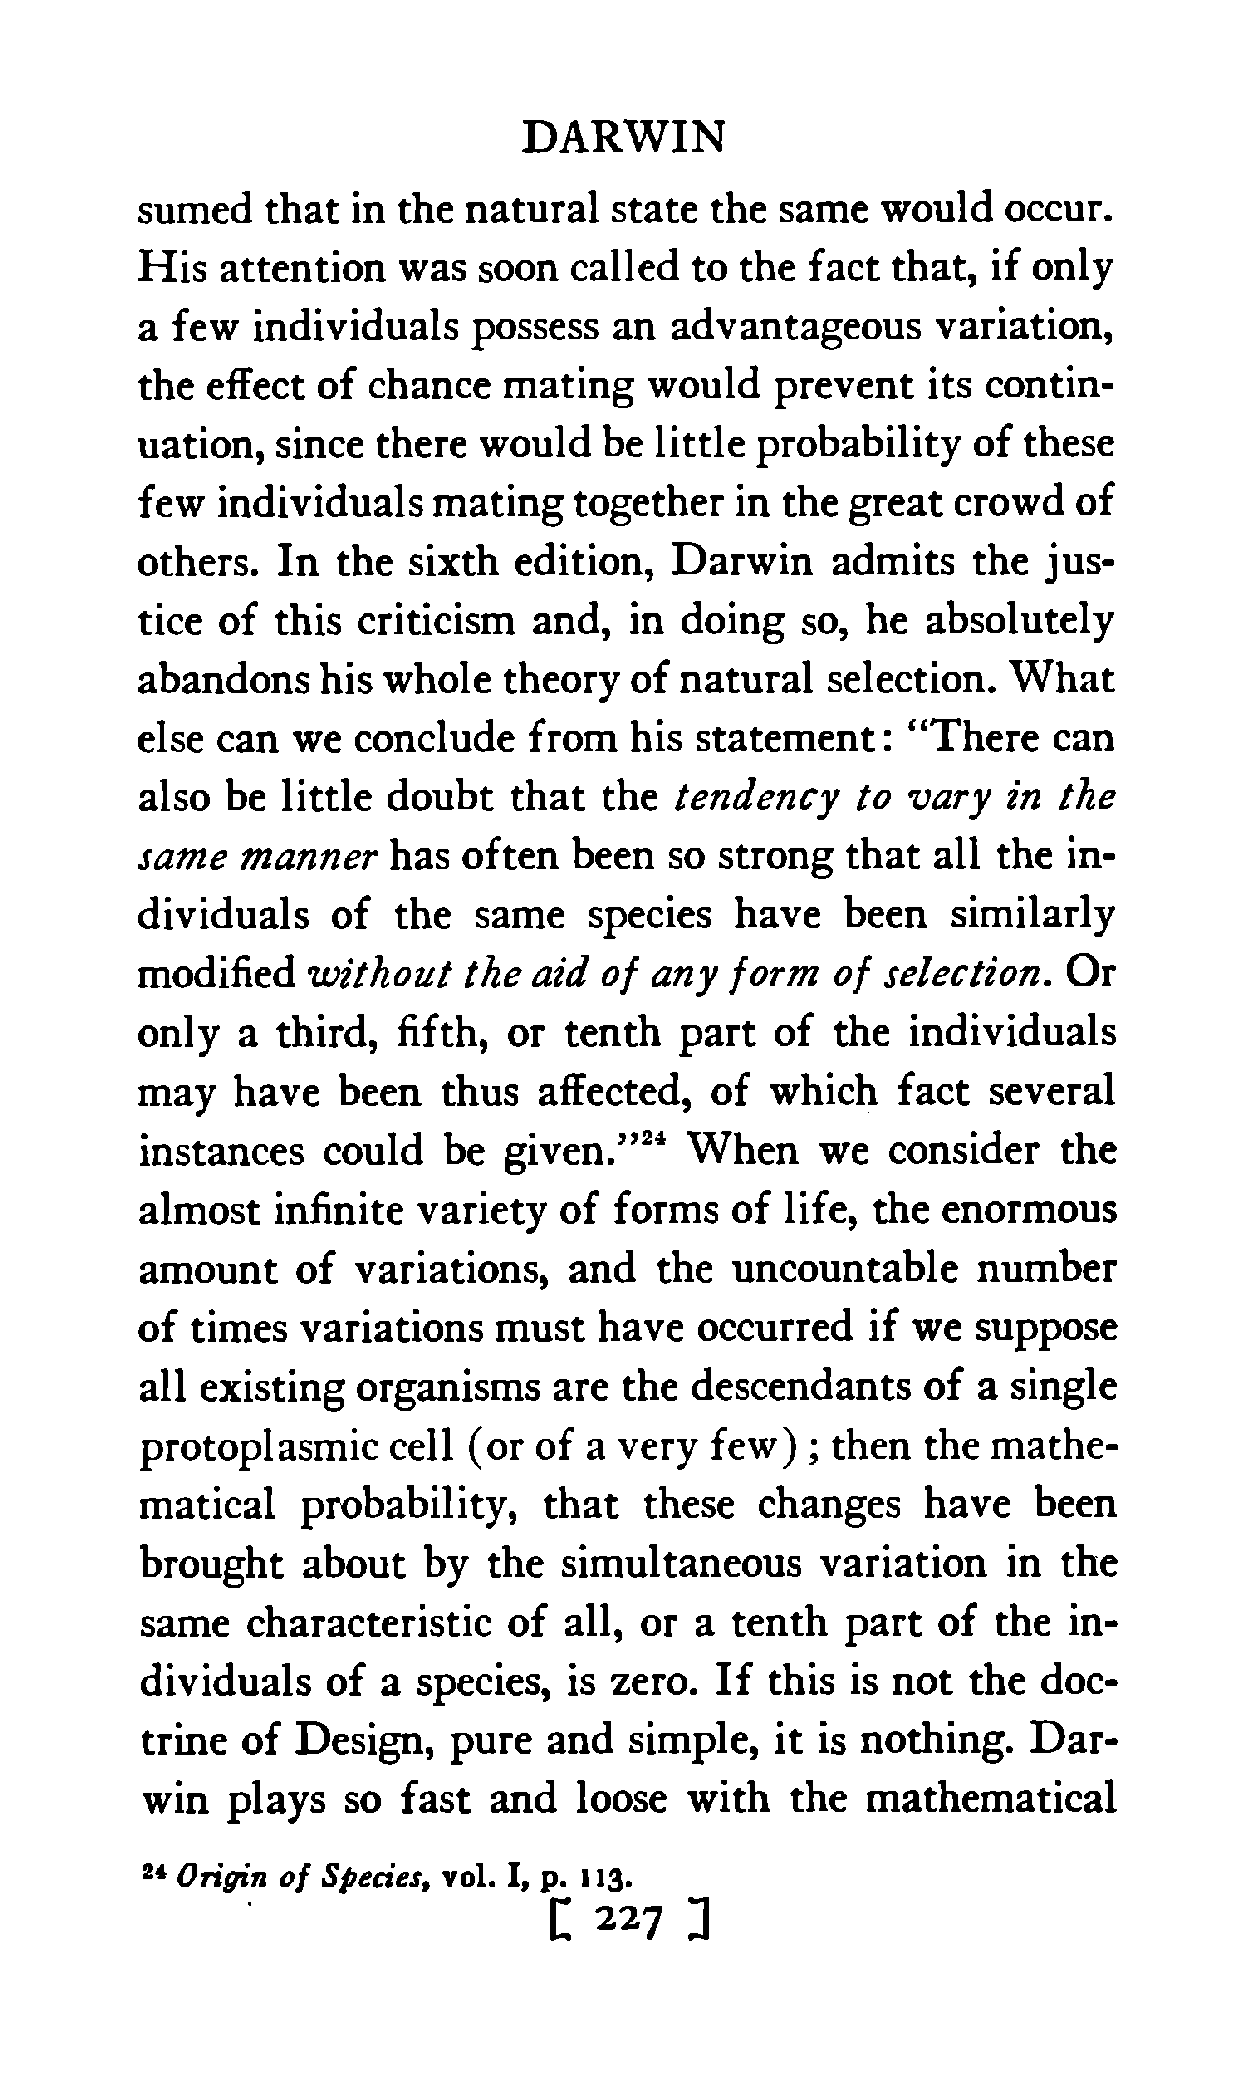 DARWIN
sumed that in the natural state the same would occur.
His attention was soon called to the fact that, if only
a few individuals possess an advantageous variation,
the effect of chance mating would prevent its contin-
uation, since there would be little probability of these
few individuals mating together in the great crowd of
others. In the sixth edition, Darwin admits the jus-
tice of this criticism and, in doing so, he absolutely
abandons his whole theory of natural selection. What
else can we conclude from his statement: "There can
also be little doubt that the tendency to vary in the
same manner has often been so strong that all the in-
dividuals of the same species have been similarly
modified without the aid of any form of selection. Or
only a third, fifth, or tenth part of the individuals
may have been thus affected, of which fact several
instances could be given."24 When we consider the
almost infinite variety of forms of life, the enormous
amount of variations, and the uncountable number
of times variations must have occurred if we suppose
all existing organisms are the descendants of a single
protoplasmic cell (or of a very few) ; then the mathe-
matical probability, that these changes have been
brought about by the simultaneous variation in the
same characteristic of all, or a tenth part of the in-
dividuals of a species, is zero. If this is not the doc-
trine of Design, pure and simple, it is nothing. Dar-
win plays so fast and loose with the mathematical
24 Origin of Species, vol. I, p. 113.
[ 227 ]